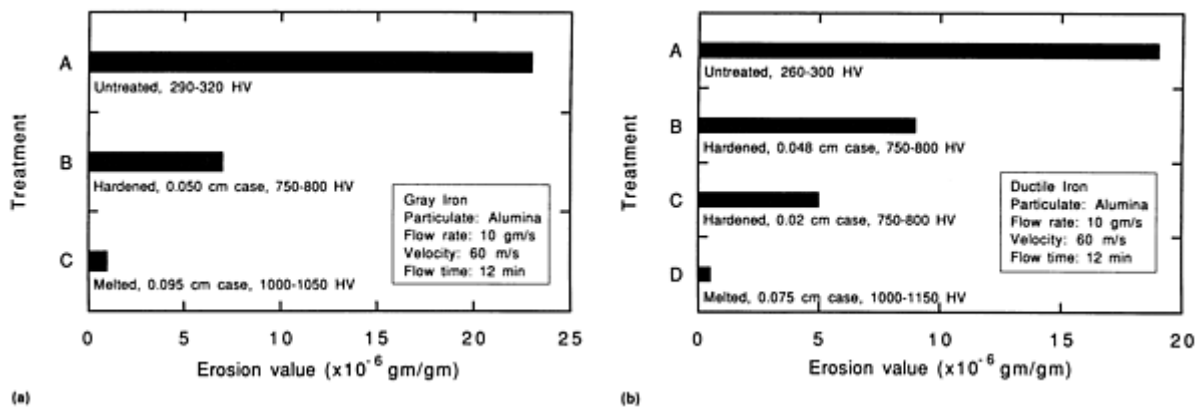 A
Untreated, 290-320 HV
B
Hardened, 0.050 cm case, 750-800 HV
C
Melted, 0.095 cm case, 1000-1050 HV
Treatment
Gray Iron
Particulate: Alumina
Flow rate: 10 gm/s
Velocity: 60 m/s
Flow time: 12 min
0 5 10 15 20 25
Erosion value (x10-6 gm/gm)
(a)
A
Untreated, 260-300 HV
B
Hardened, 0.048 cm case, 750-800 HV
C
Hardened, 0.02 cm case, 750-800 HV
D
Melted, 0.075 cm case, 1000-1150 HV
Treatment
Ductile Iron
Particulate: Alumina
Flow rate: 10 gm/s
Velocity: 60 m/s
Flow time: 12 min
0 5 10 15 20
Erosion value (x10-6 gm/gm)
(b)